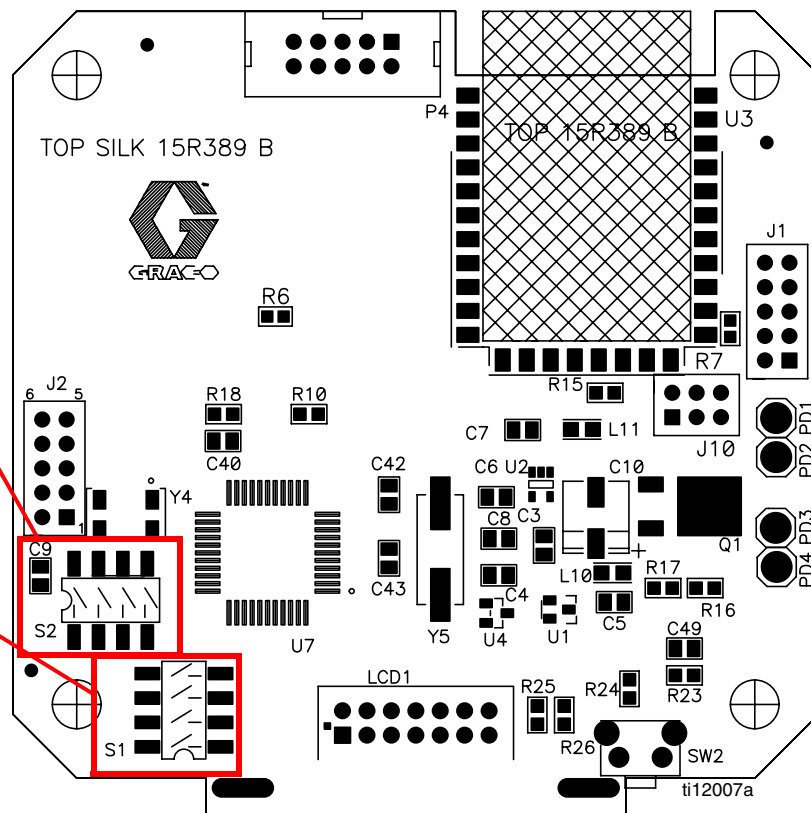 P4
TOP 15R389 B
U3
TOP SILK 15R389 B
GRACO
J1
R6
J2
6 5
R18
R10
R15
R7
C7
L11
J10
PD1
PD2
C40
C42
C6
U2
C10
Y4
1
C8
C3
PD3
Q1
C9
C43
C4
L10
+
R17
PD4
R16
S2
U7
Y5
U4
U1
C5
C49
LCD1
R25
R24
R23
S1
R26
SW2
ti12007a